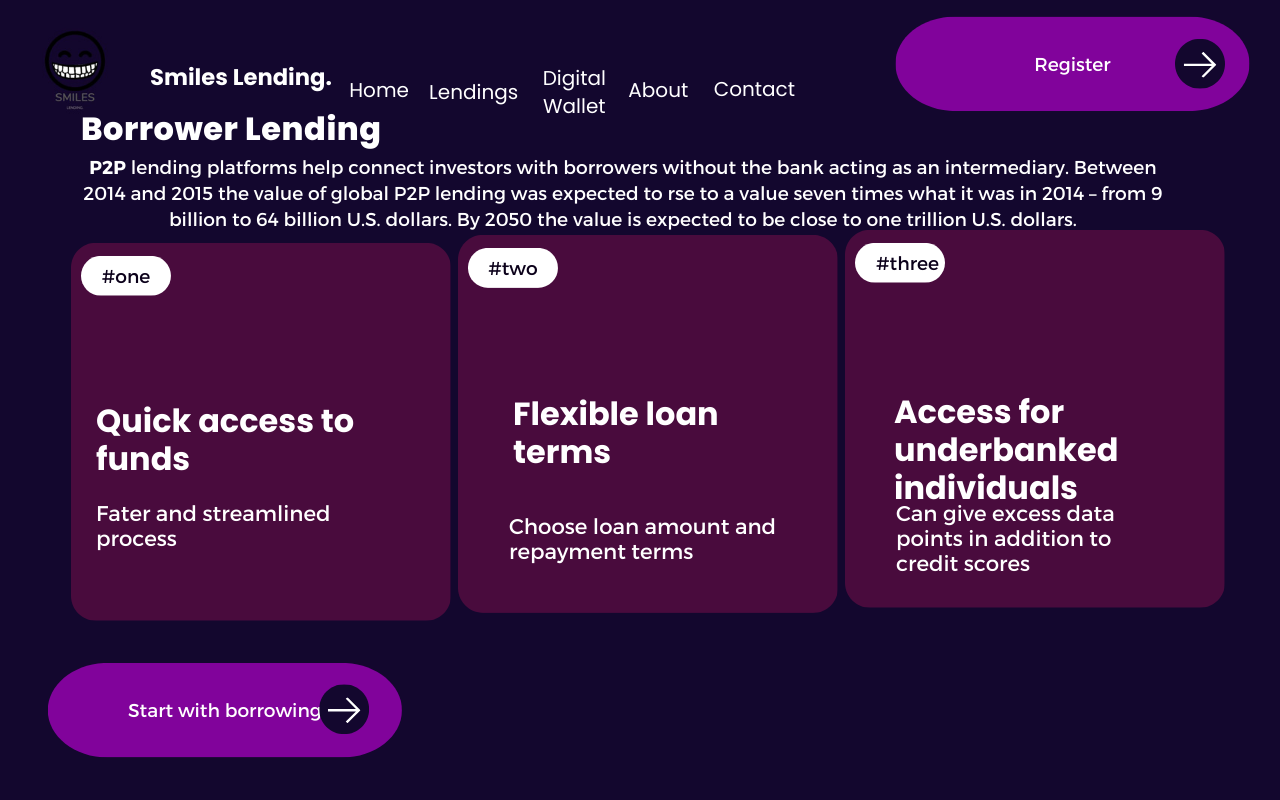 SMILES
LENDING
Smiles Lending.
Home
Lendings
Digital
Wallet
About
Contact
Register
Borrower Lending
P2P lending platforms help connect investors with borrowers without the bank acting as an intermediary. Between
2014 and 2015 the value of global P2P lending was expected to rse to a value seven times what it was in 2014 – from 9
billion to 64 billion U.S. dollars. By 2050 the value is expected to be close to one trillion U.S. dollars.
#one
Quick access to
funds
Fater and streamlined
process
#two
Flexible loan
terms
Choose loan amount and
repayment terms
#three
Access for
underbanked
individuals
Can give excess data
points in addition to
credit scores
Start with borrowing